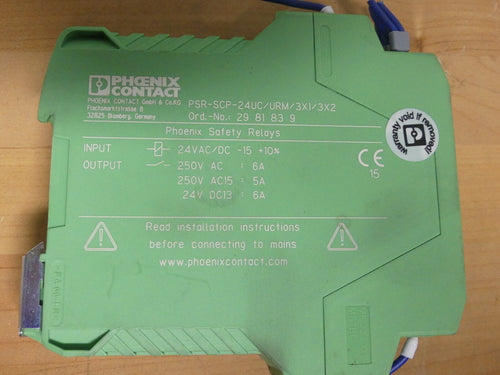 PHŒNIX
CONTACT
PHOENIX CONTACT GmbH & Co.KG
Flachsmarktstrasse 8
32825 Blomberg, Germany
PSR-SCP-24UC/URM/3X1/3X2
Ord.-No.: 29 81 83 9
Phoenix Safety Relays
INPUT 24VAC/DC -15 +10%
OUTPUT 250V AC : 6A
250V AC15 : 5A
24V DC13 : 6A
CE
15
warranty void if removed!
Read installation instructions
before connecting to mains
www.phoenixcontact.com